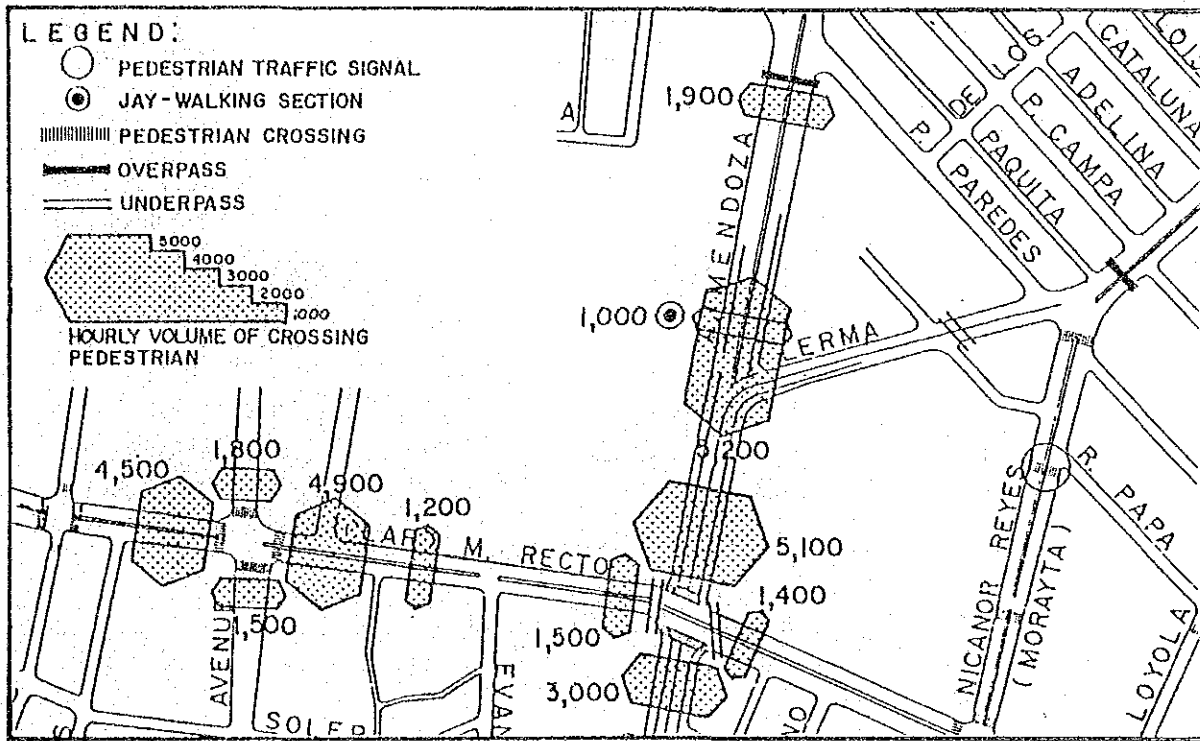 LEGEND:
PEDESTRIAN TRAFFIC SIGNAL
JAY-WALKING SECTION
PEDESTRIAN CROSSING
OVERPASS
UNDERPASS
5000
4000
3000
2000
1000
HOURLY VOLUME OF CROSSING
PEDESTRIAN
A
1,900
A. MENDOZA
P.
DE
LOS
LOIS
CATALUNA
ADELINA
P. CAMPA
PAQUITA
PAREDES
1,000
LERMA
3,200
4,500
1,800
4,900
1,200
M. RECTO
5,100
1,400
1,500
1,500
3,000
AVENUE
SOLER
EVAN
NO
NICANOR REYES
(MORAYTA)
R. PAPA
LOYOLA
S